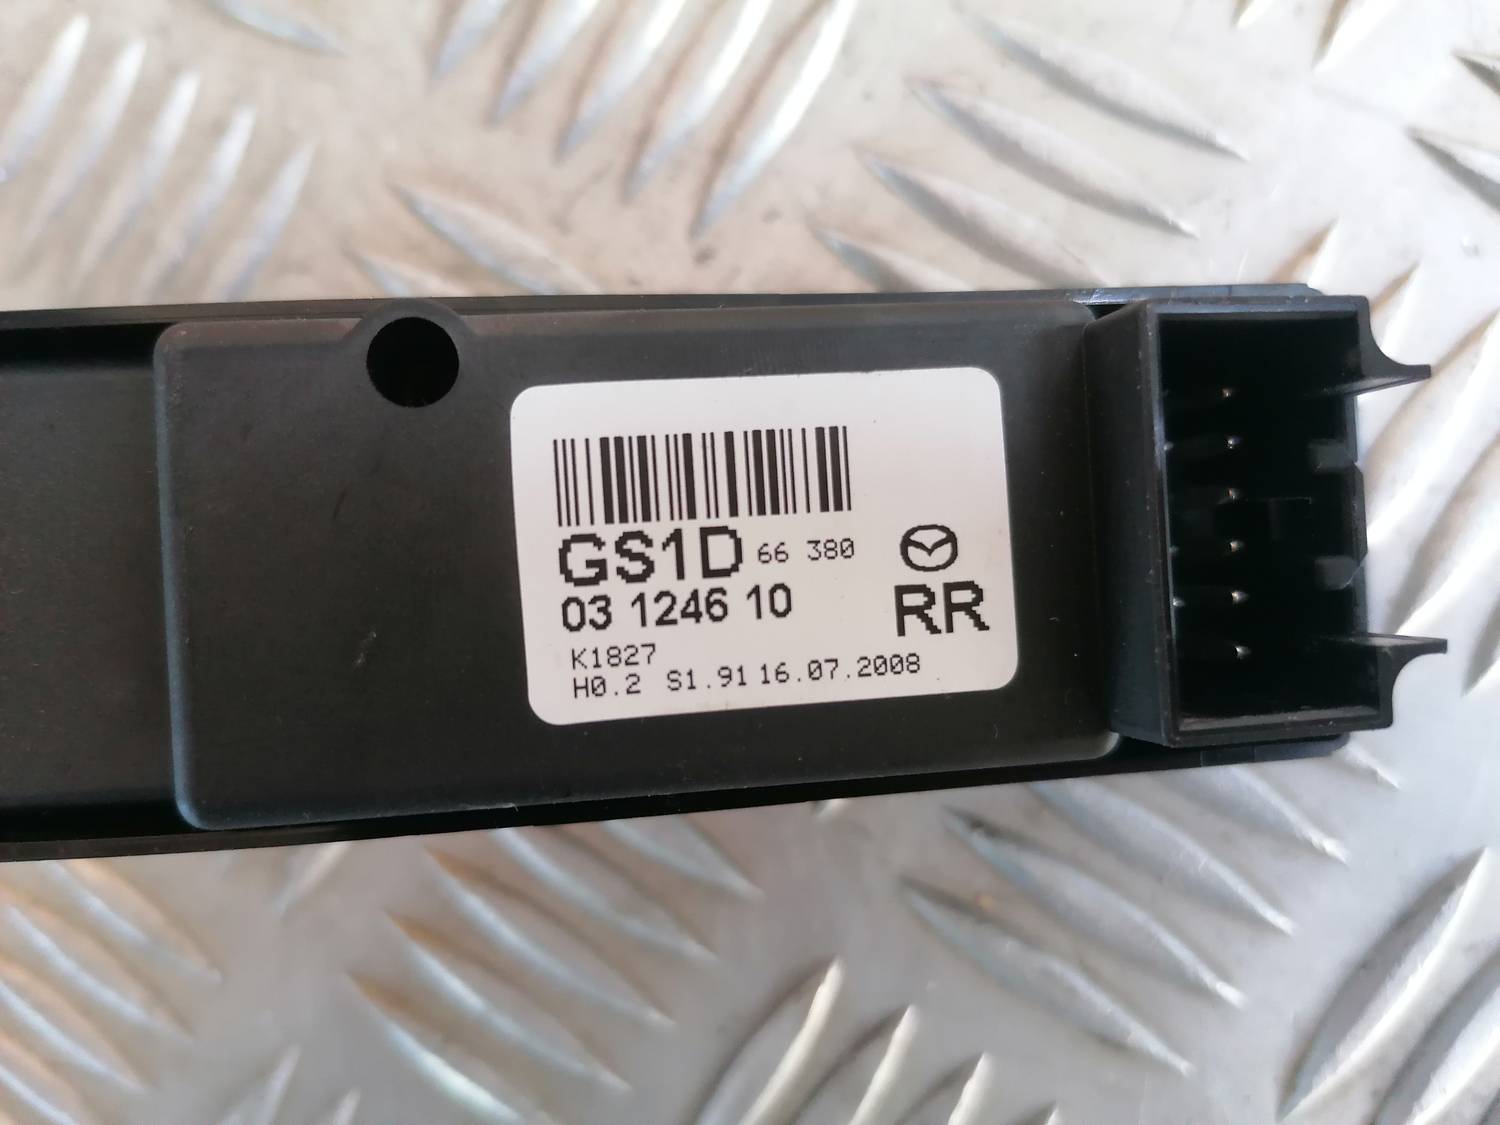 GS1D 66 380
03 1246 10
RR
K1827
H0.2 S1.91 16.07.2008